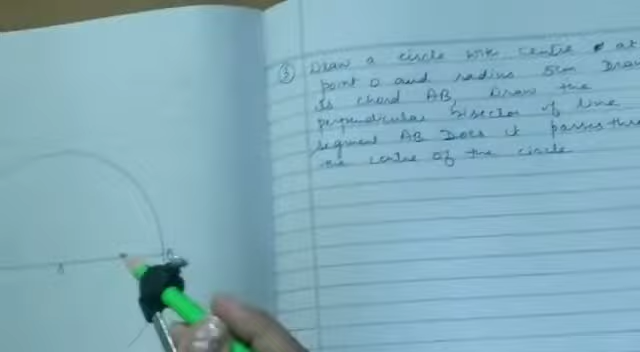 ③ Draw a circle with centre at
point O and radius 5cm Draw
its chord AB, Draw the
perpendicular bisector of line
segment AB Does it passes thro
the centre of the circle